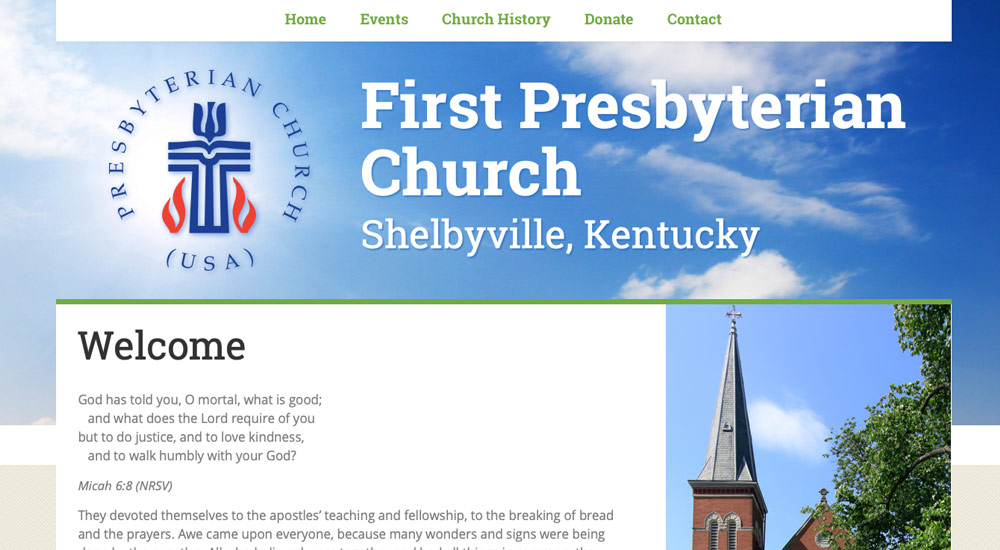 Home Events Church History Donate Contact
PRESBYTERIAN CHURCH
(USA)
First Presbyterian
Church
Shelbyville, Kentucky
Welcome
God has told you, O mortal, what is good;
and what does the Lord require of you
but to do justice, and to love kindness,
and to walk humbly with your God?
Micah 6:8 (NRSV)
They devoted themselves to the apostles’ teaching and fellowship, to the breaking of bread
and the prayers. Awe came upon everyone, because many wonders and signs were being